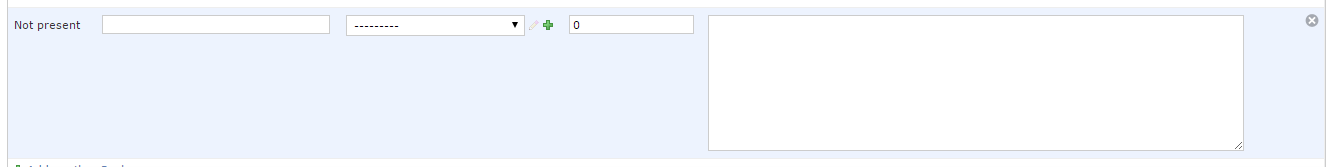 Not present --------- 0